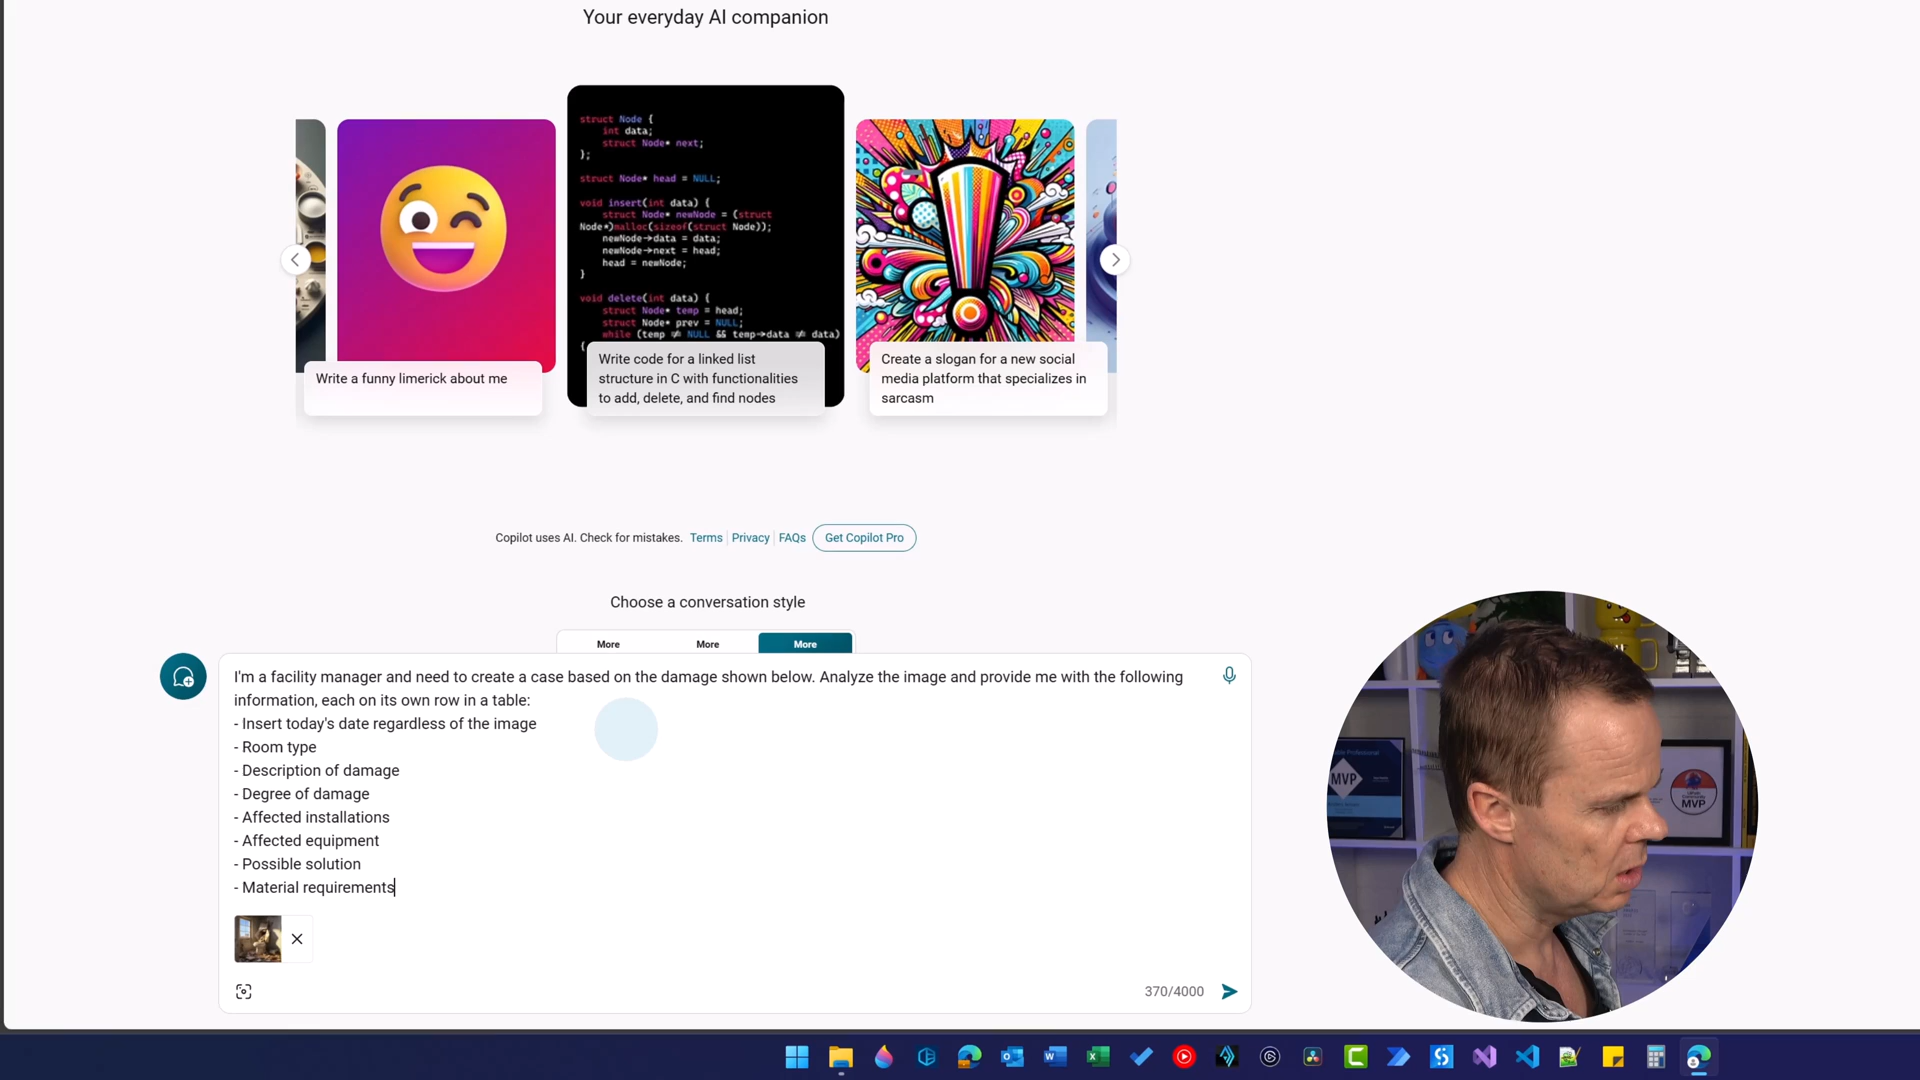 Your everyday AI companion
struct Node {
int data;
struct Node* next;
};
struct Node* head = NULL;
void insert(int data) {
struct Node* newNode = (struct
Node*)malloc(sizeof(struct Node));
newNode->data = data;
newNode->next = head;
head = newNode;
}
void delete(int data) {
struct Node* temp = head;
struct Node* prev = NULL;
while (temp ≠ NULL && temp->data ≠ data)
{
Write a funny limerick about me
Write code for a linked list
structure in C with functionalities
to add, delete, and find nodes
Create a slogan for a new social
media platform that specializes in
sarcasm
Copilot uses AI. Check for mistakes. Terms Privacy FAQs Get Copilot Pro
Choose a conversation style
More More More
I'm a facility manager and need to create a case based on the damage shown below. Analyze the image and provide me with the following
information, each on its own row in a table:
- Insert today's date regardless of the image
- Room type
- Description of damage
- Degree of damage
- Affected installations
- Affected equipment
- Possible solution
- Material requirements
370/4000
MVP
MVP